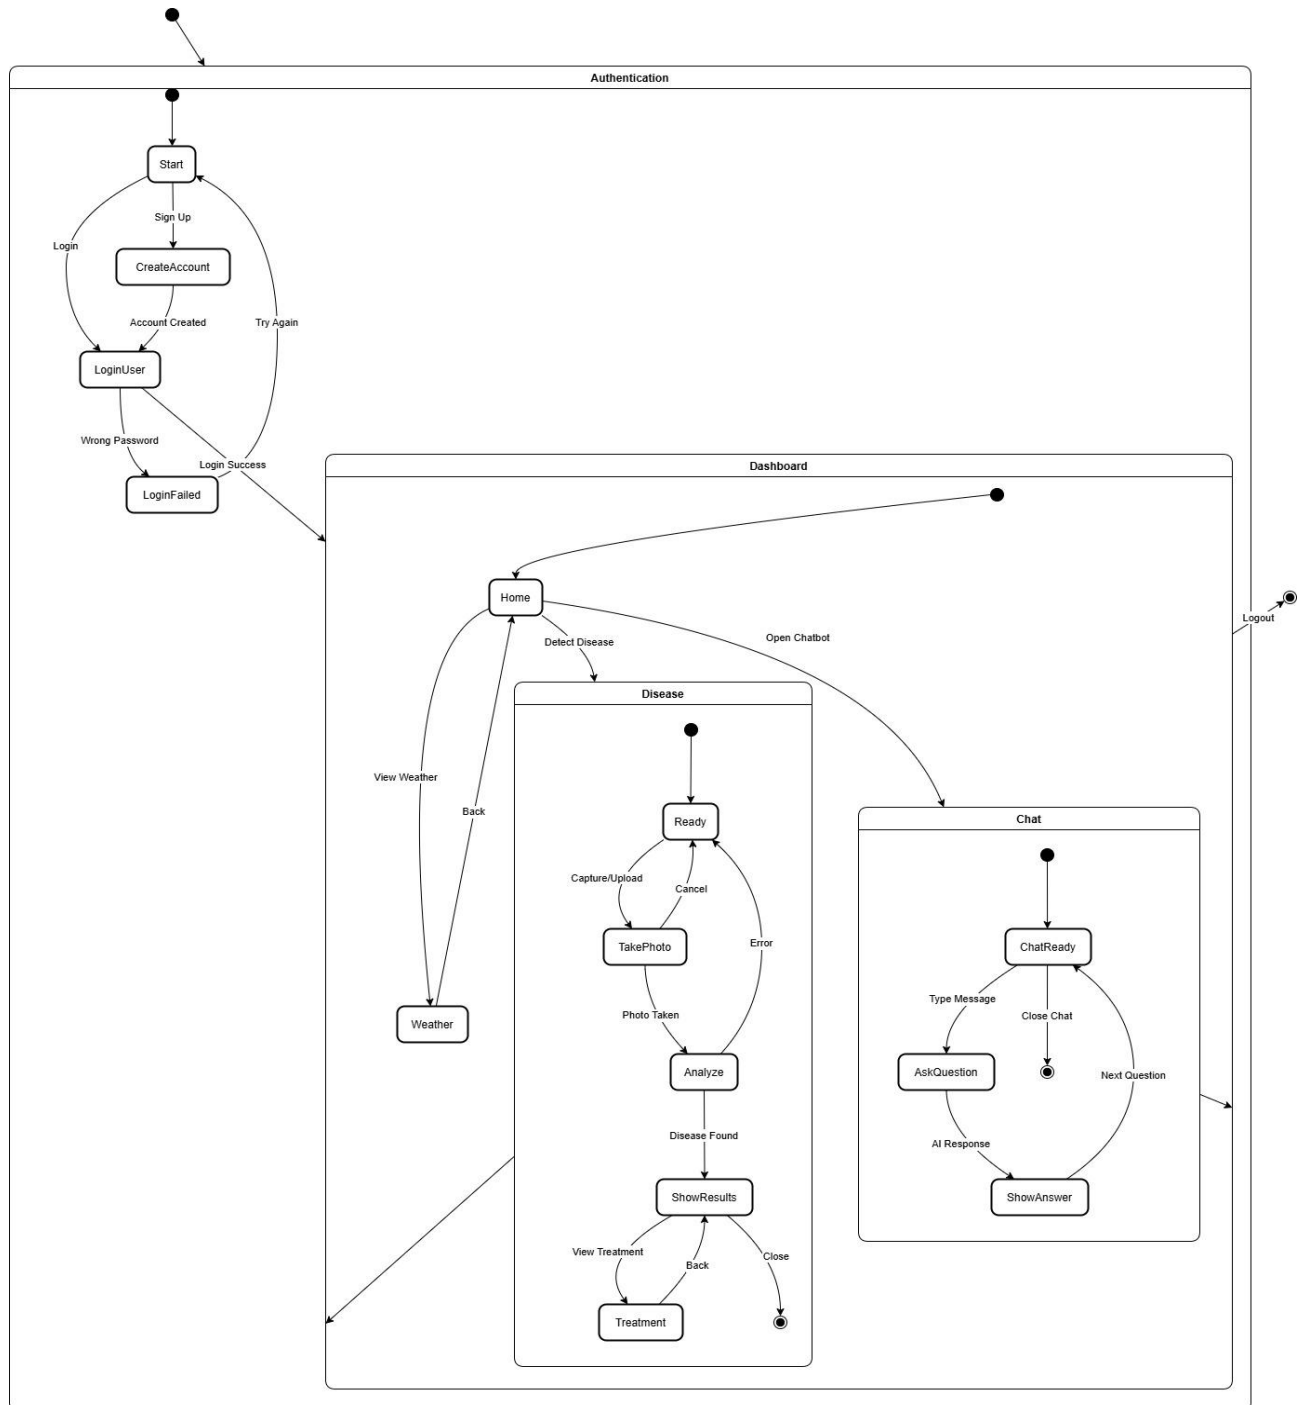 Authentication
Start
Sign Up
Login
CreateAccount
Account Created
Try Again
LoginUser
Wrong Password
Login Success
LoginFailed
Dashboard
Home
Logout
Detect Disease
Open Chatbot
Disease
View Weather
Back
Chat
Ready
Capture/Upload
Cancel
TakePhoto
Error
ChatReady
Type Message
Photo Taken
Close Chat
Weather
Analyze
AskQuestion
Next Question
Disease Found
AI Response
ShowResults
ShowAnswer
View Treatment
Back
Close
Treatment